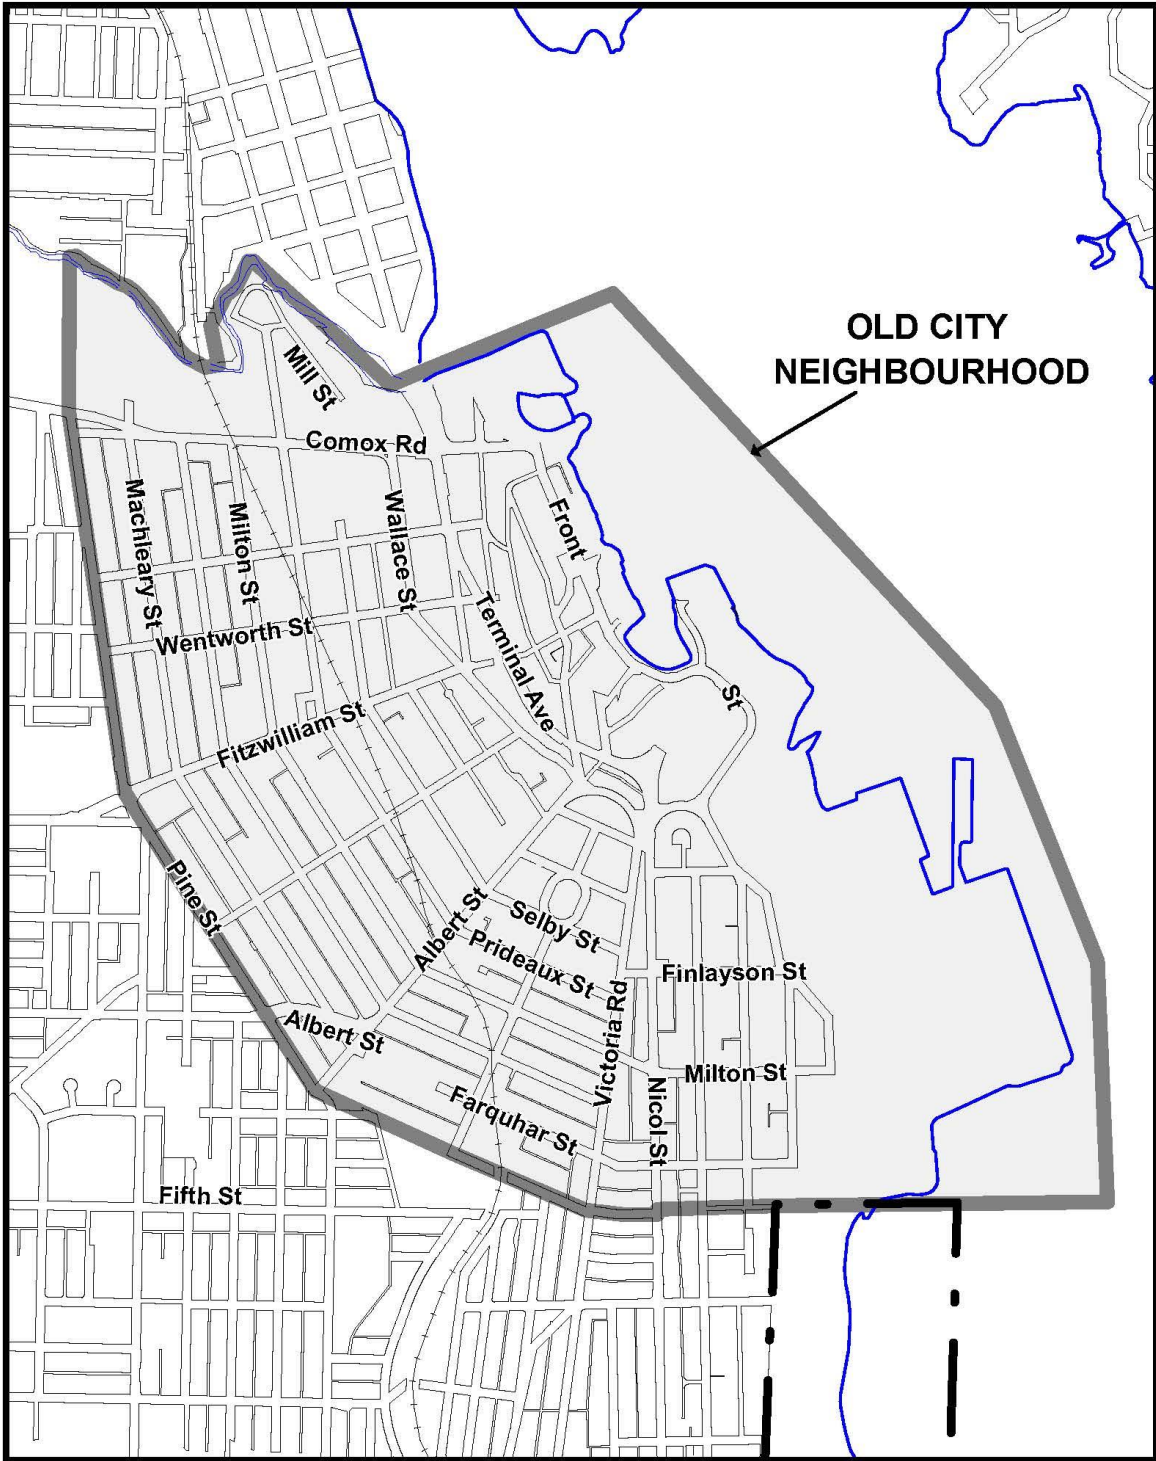 OLD CITY
NEIGHBOURHOOD
Mill St
Comox Rd
Machleary St
Milton St
Wallace St
Front
Terminal Ave
Wentworth St
St
Fitzwilliam St
Pine St
Albert St
Selby St
Prideaux St
Finlayson St
Victoria Rd
Albert St
Milton St
Nicol St
Farquhar St
Fifth St